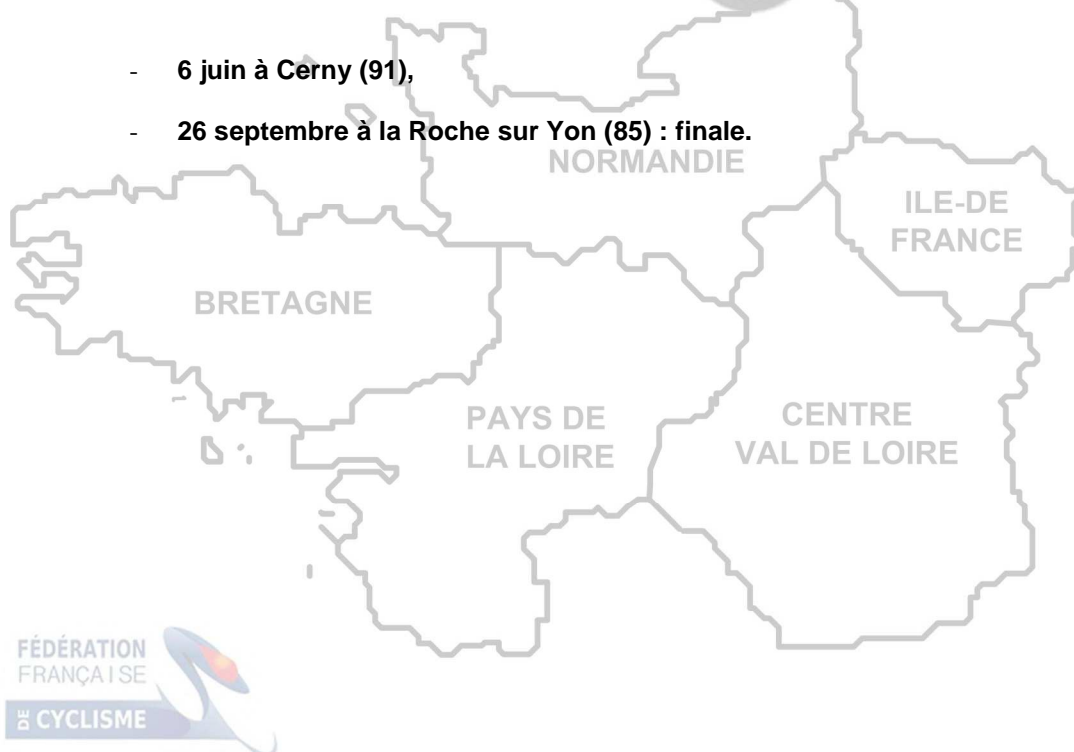 - 6 juin à Cerny (91),
- 26 septembre à la Roche sur Yon (85) : finale.
NORMANDIE
ILE-DE
FRANCE
BRETAGNE
PAYS DE
LA LOIRE
CENTRE
VAL DE LOIRE
FÉDÉRATION
FRANÇAISE
DE CYCLISME